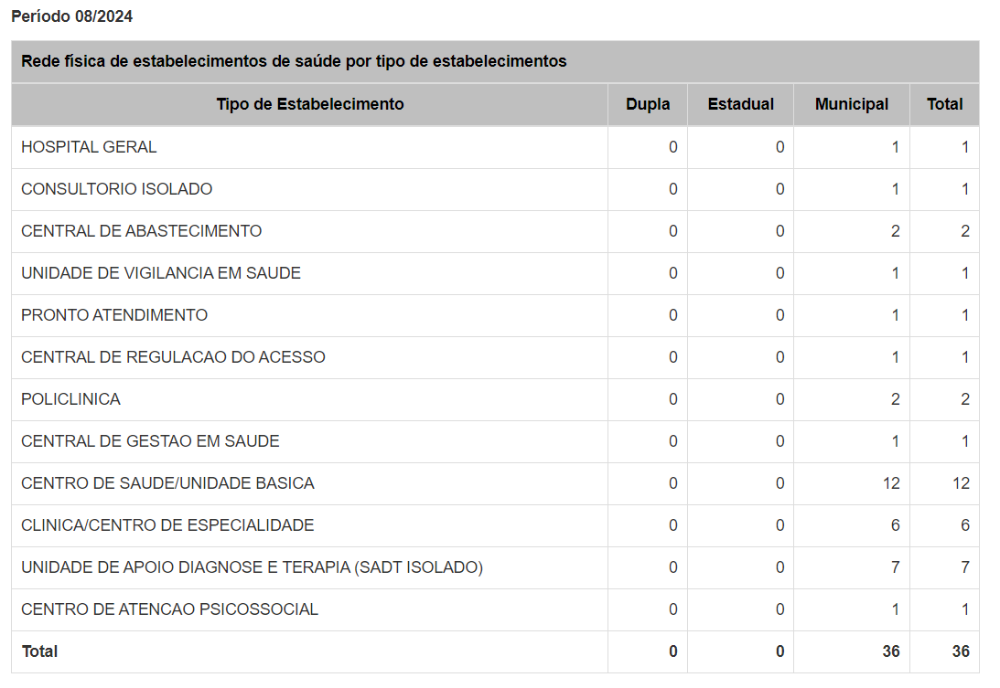 Período 08/2024
Rede física de estabelecimentos de saúde por tipo de estabelecimentos
Tipo de Estabelecimento Dupla Estadual Municipal Total
HOSPITAL GERAL 0 0 1 1
CONSULTORIO ISOLADO 0 0 1 1
CENTRAL DE ABASTECIMENTO 0 0 2 2
UNIDADE DE VIGILANCIA EM SAUDE 0 0 1 1
PRONTO ATENDIMENTO 0 0 1 1
CENTRAL DE REGULACAO DO ACESSO 0 0 1 1
POLICLINICA 0 0 2 2
CENTRAL DE GESTAO EM SAUDE 0 0 1 1
CENTRO DE SAUDE/UNIDADE BASICA 0 0 12 12
CLINICA/CENTRO DE ESPECIALIDADE 0 0 6 6
UNIDADE DE APOIO DIAGNOSE E TERAPIA (SADT ISOLADO) 0 0 7 7
CENTRO DE ATENCAO PSICOSSOCIAL 0 0 1 1
Total 0 0 36 36